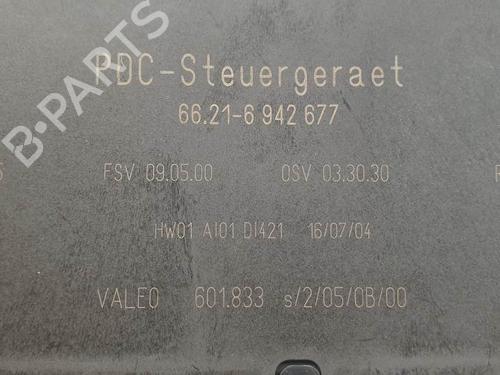 B-PARTS
PDC-Steuergeraet
66.21-6 942 677
FSV 09.05.00 OSV 03.30.30
HW01 AI01 DI421 16/07/04
VALEO 601.833 s/2/05/0B/00